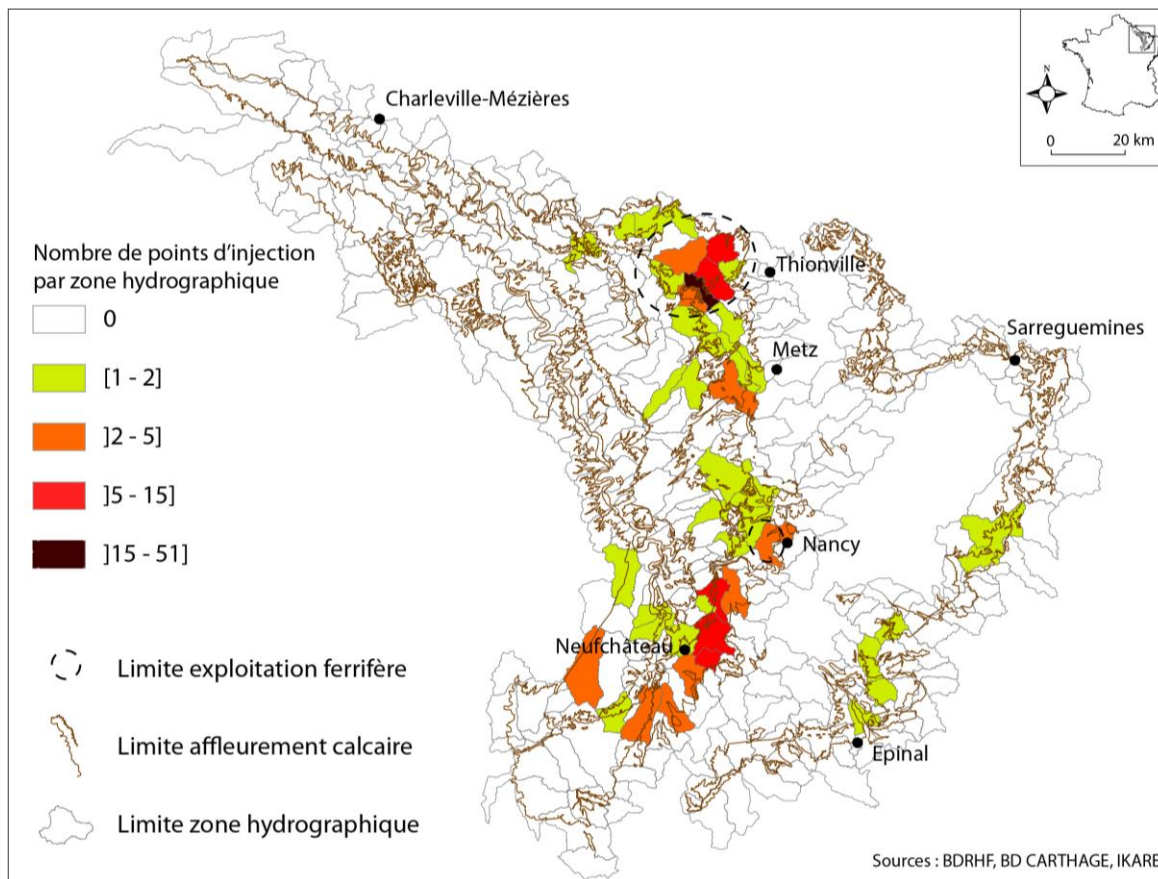 Charleville-Mézières
N
0 20 km
Nombre de points d'injection
par zone hydrographique
0
[1 - 2]
]2 - 5]
]5 - 15]
]15 - 51]
Thionville
Sarreguemines
Metz
Nancy
Neufchâteau
Epinal
Limite exploitation ferrifère
Limite affleurement calcaire
Limite zone hydrographique
Sources : BDRHF, BD CARTHAGE, IKARE